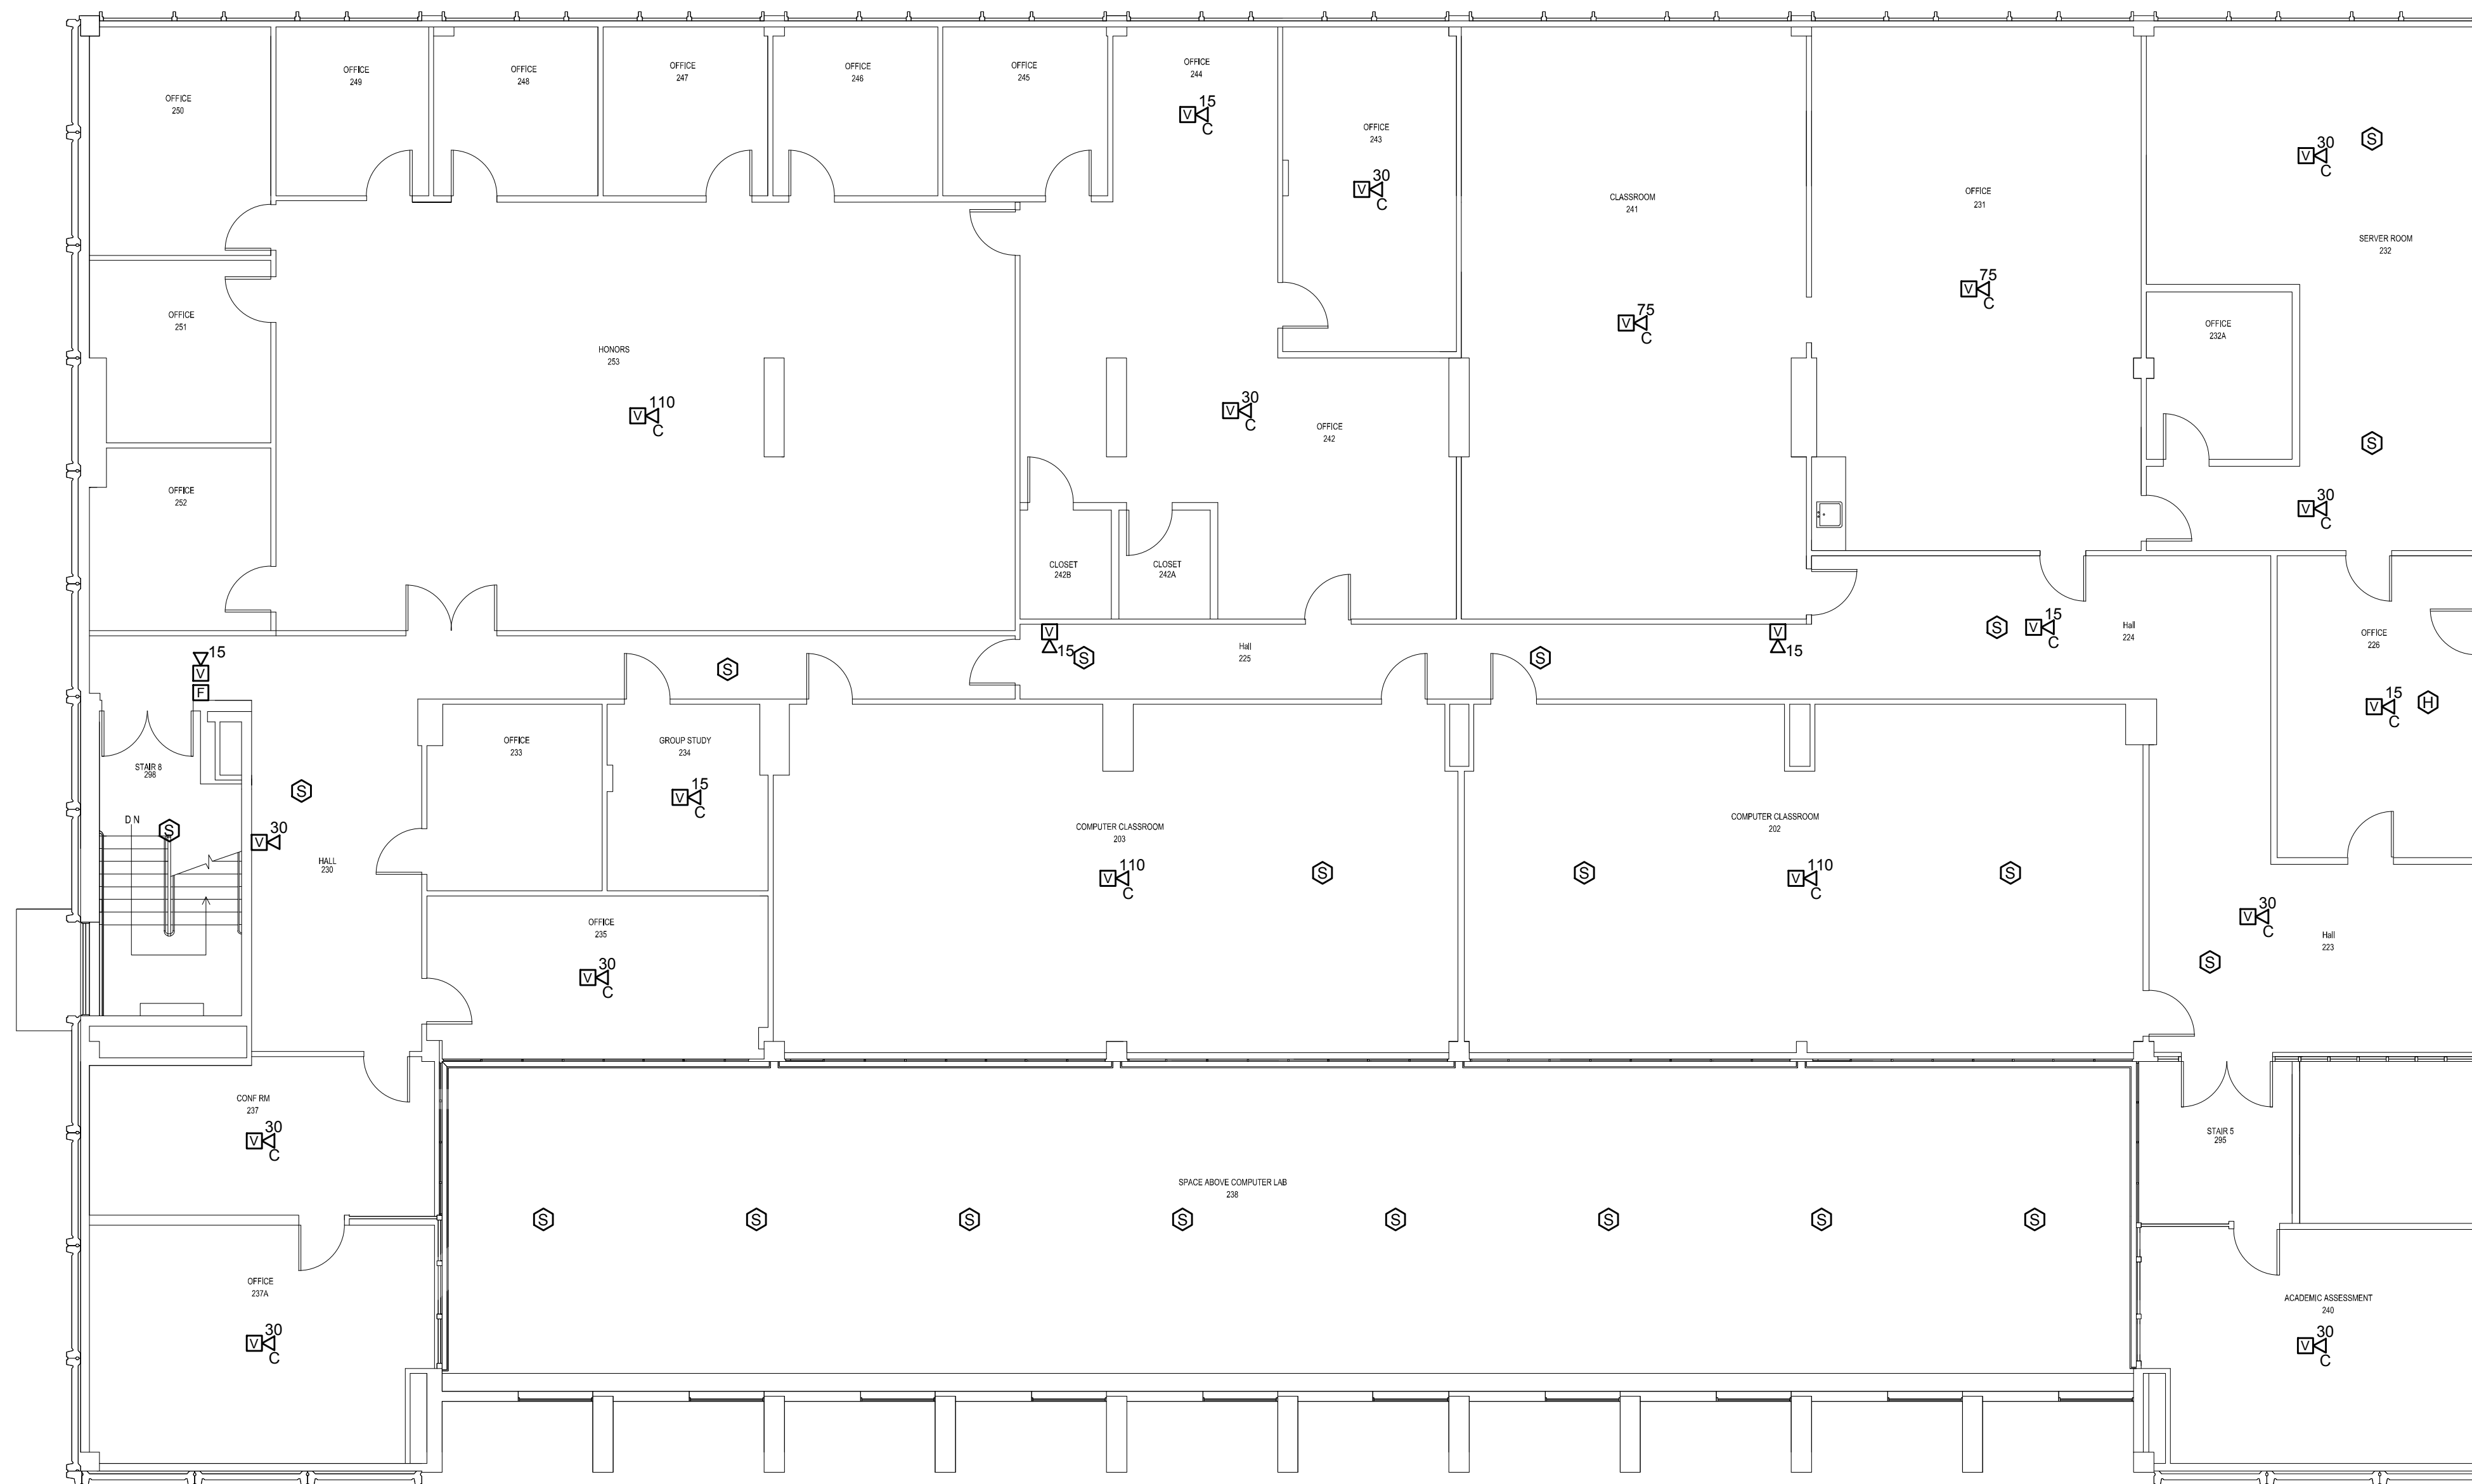 OFFICE
250
OFFICE
249
OFFICE
248
OFFICE
247
OFFICE
246
OFFICE
245
OFFICE
244
V
15
C
OFFICE
243
V
30
C
CLASSROOM
241
V
75
C
OFFICE
231
V
75
C
V
30
C
S
SERVER ROOM
232
OFFICE
232A
S
V
30
C
OFFICE
251
OFFICE
252
HONORS
253
V
110
C
V
30
C
OFFICE
242
CLOSET
242B
CLOSET
242A
15
V
F
S
V
15
S
Hall
225
S
V
15
S
V
15
C
Hall
224
OFFICE
226
V
15
C
H
STAIR 8
298
DN
S
S
V
30
HALL
230
OFFICE
233
GROUP STUDY
234
V
15
C
OFFICE
235
V
30
C
COMPUTER CLASSROOM
203
V
110
C
S
COMPUTER CLASSROOM
202
S
V
110
C
S
V
30
C
S
Hall
223
CONF RM
237
V
30
C
OFFICE
237A
V
30
C
SPACE ABOVE COMPUTER LAB
238
S
S
S
S
S
S
S
S
STAIR 5
295
ACADEMIC ASSESSMENT
240
V
30
C